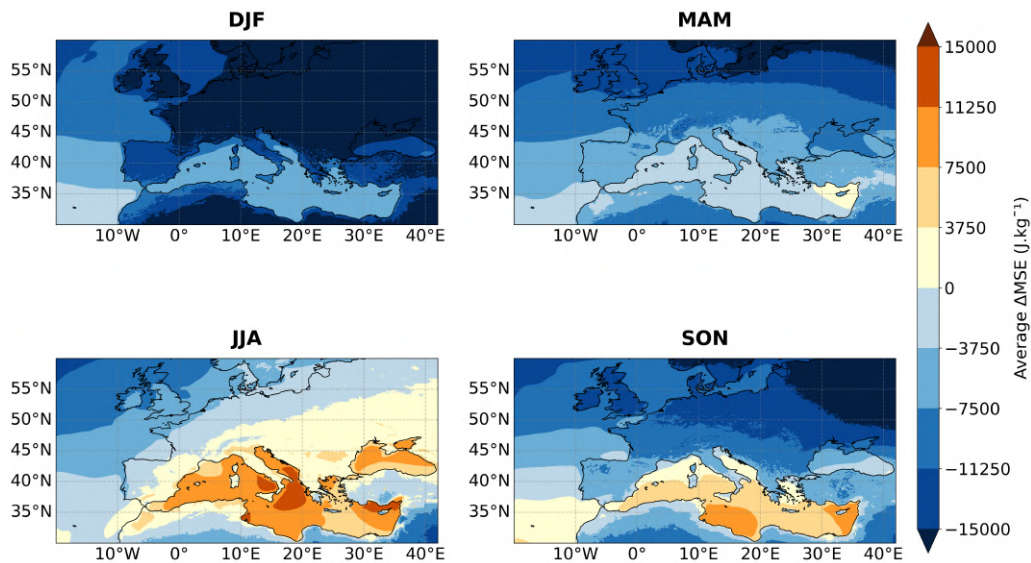 DJF
MAM
55°N
50°N
45°N
40°N
35°N
10°W 0° 10°E 20°E 30°E 40°E
55°N
50°N
45°N
40°N
35°N
10°W 0° 10°E 20°E 30°E 40°E
JJA
SON
55°N
50°N
45°N
40°N
35°N
10°W 0° 10°E 20°E 30°E 40°E
55°N
50°N
45°N
40°N
35°N
10°W 0° 10°E 20°E 30°E 40°E
15000
11250
7500
3750
0
−3750
−7500
−11250
−15000
Average ΔMSE (J.kg⁻¹)